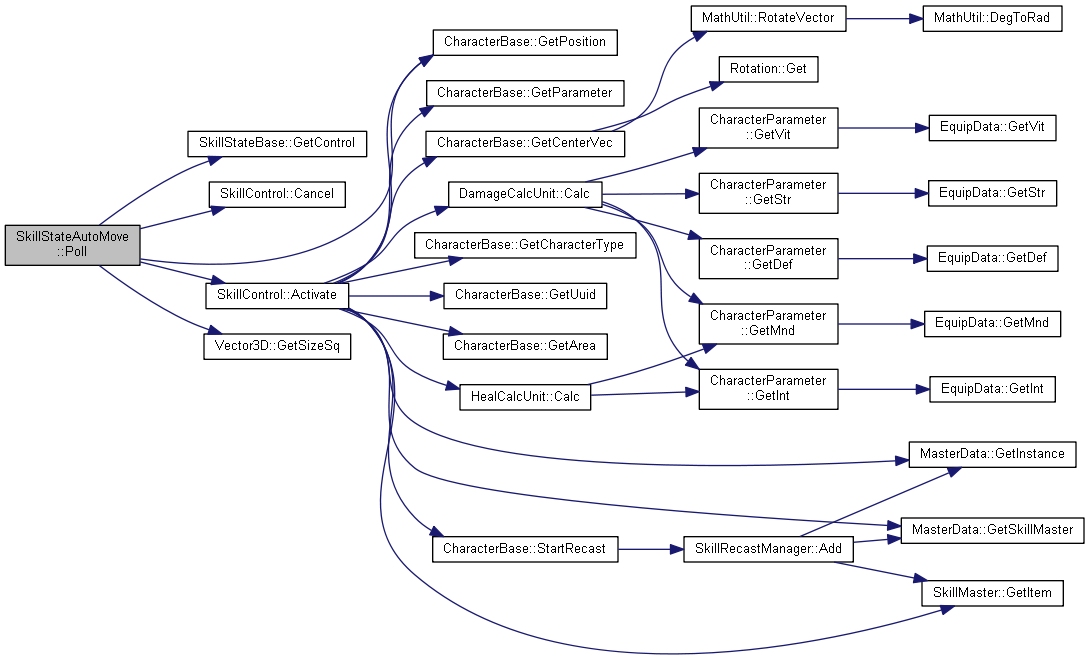 SkillStateAutoMove
::Poll
SkillStateBase::GetControl
SkillControl::Cancel
SkillControl::Activate
Vector3D::GetSizeSq
CharacterBase::GetPosition
CharacterBase::GetParameter
CharacterBase::GetCenterVec
DamageCalcUnit::Calc
CharacterBase::GetCharacterType
CharacterBase::GetUuid
CharacterBase::GetArea
HealCalcUnit::Calc
CharacterBase::StartRecast
MathUtil::RotateVector
Rotation::Get
CharacterParameter
::GetVit
CharacterParameter
::GetStr
CharacterParameter
::GetDef
CharacterParameter
::GetMnd
CharacterParameter
::GetInt
SkillRecastManager::Add
MathUtil::DegToRad
EquipData::GetVit
EquipData::GetStr
EquipData::GetDef
EquipData::GetMnd
EquipData::GetInt
MasterData::GetInstance
MasterData::GetSkillMaster
SkillMaster::GetItem